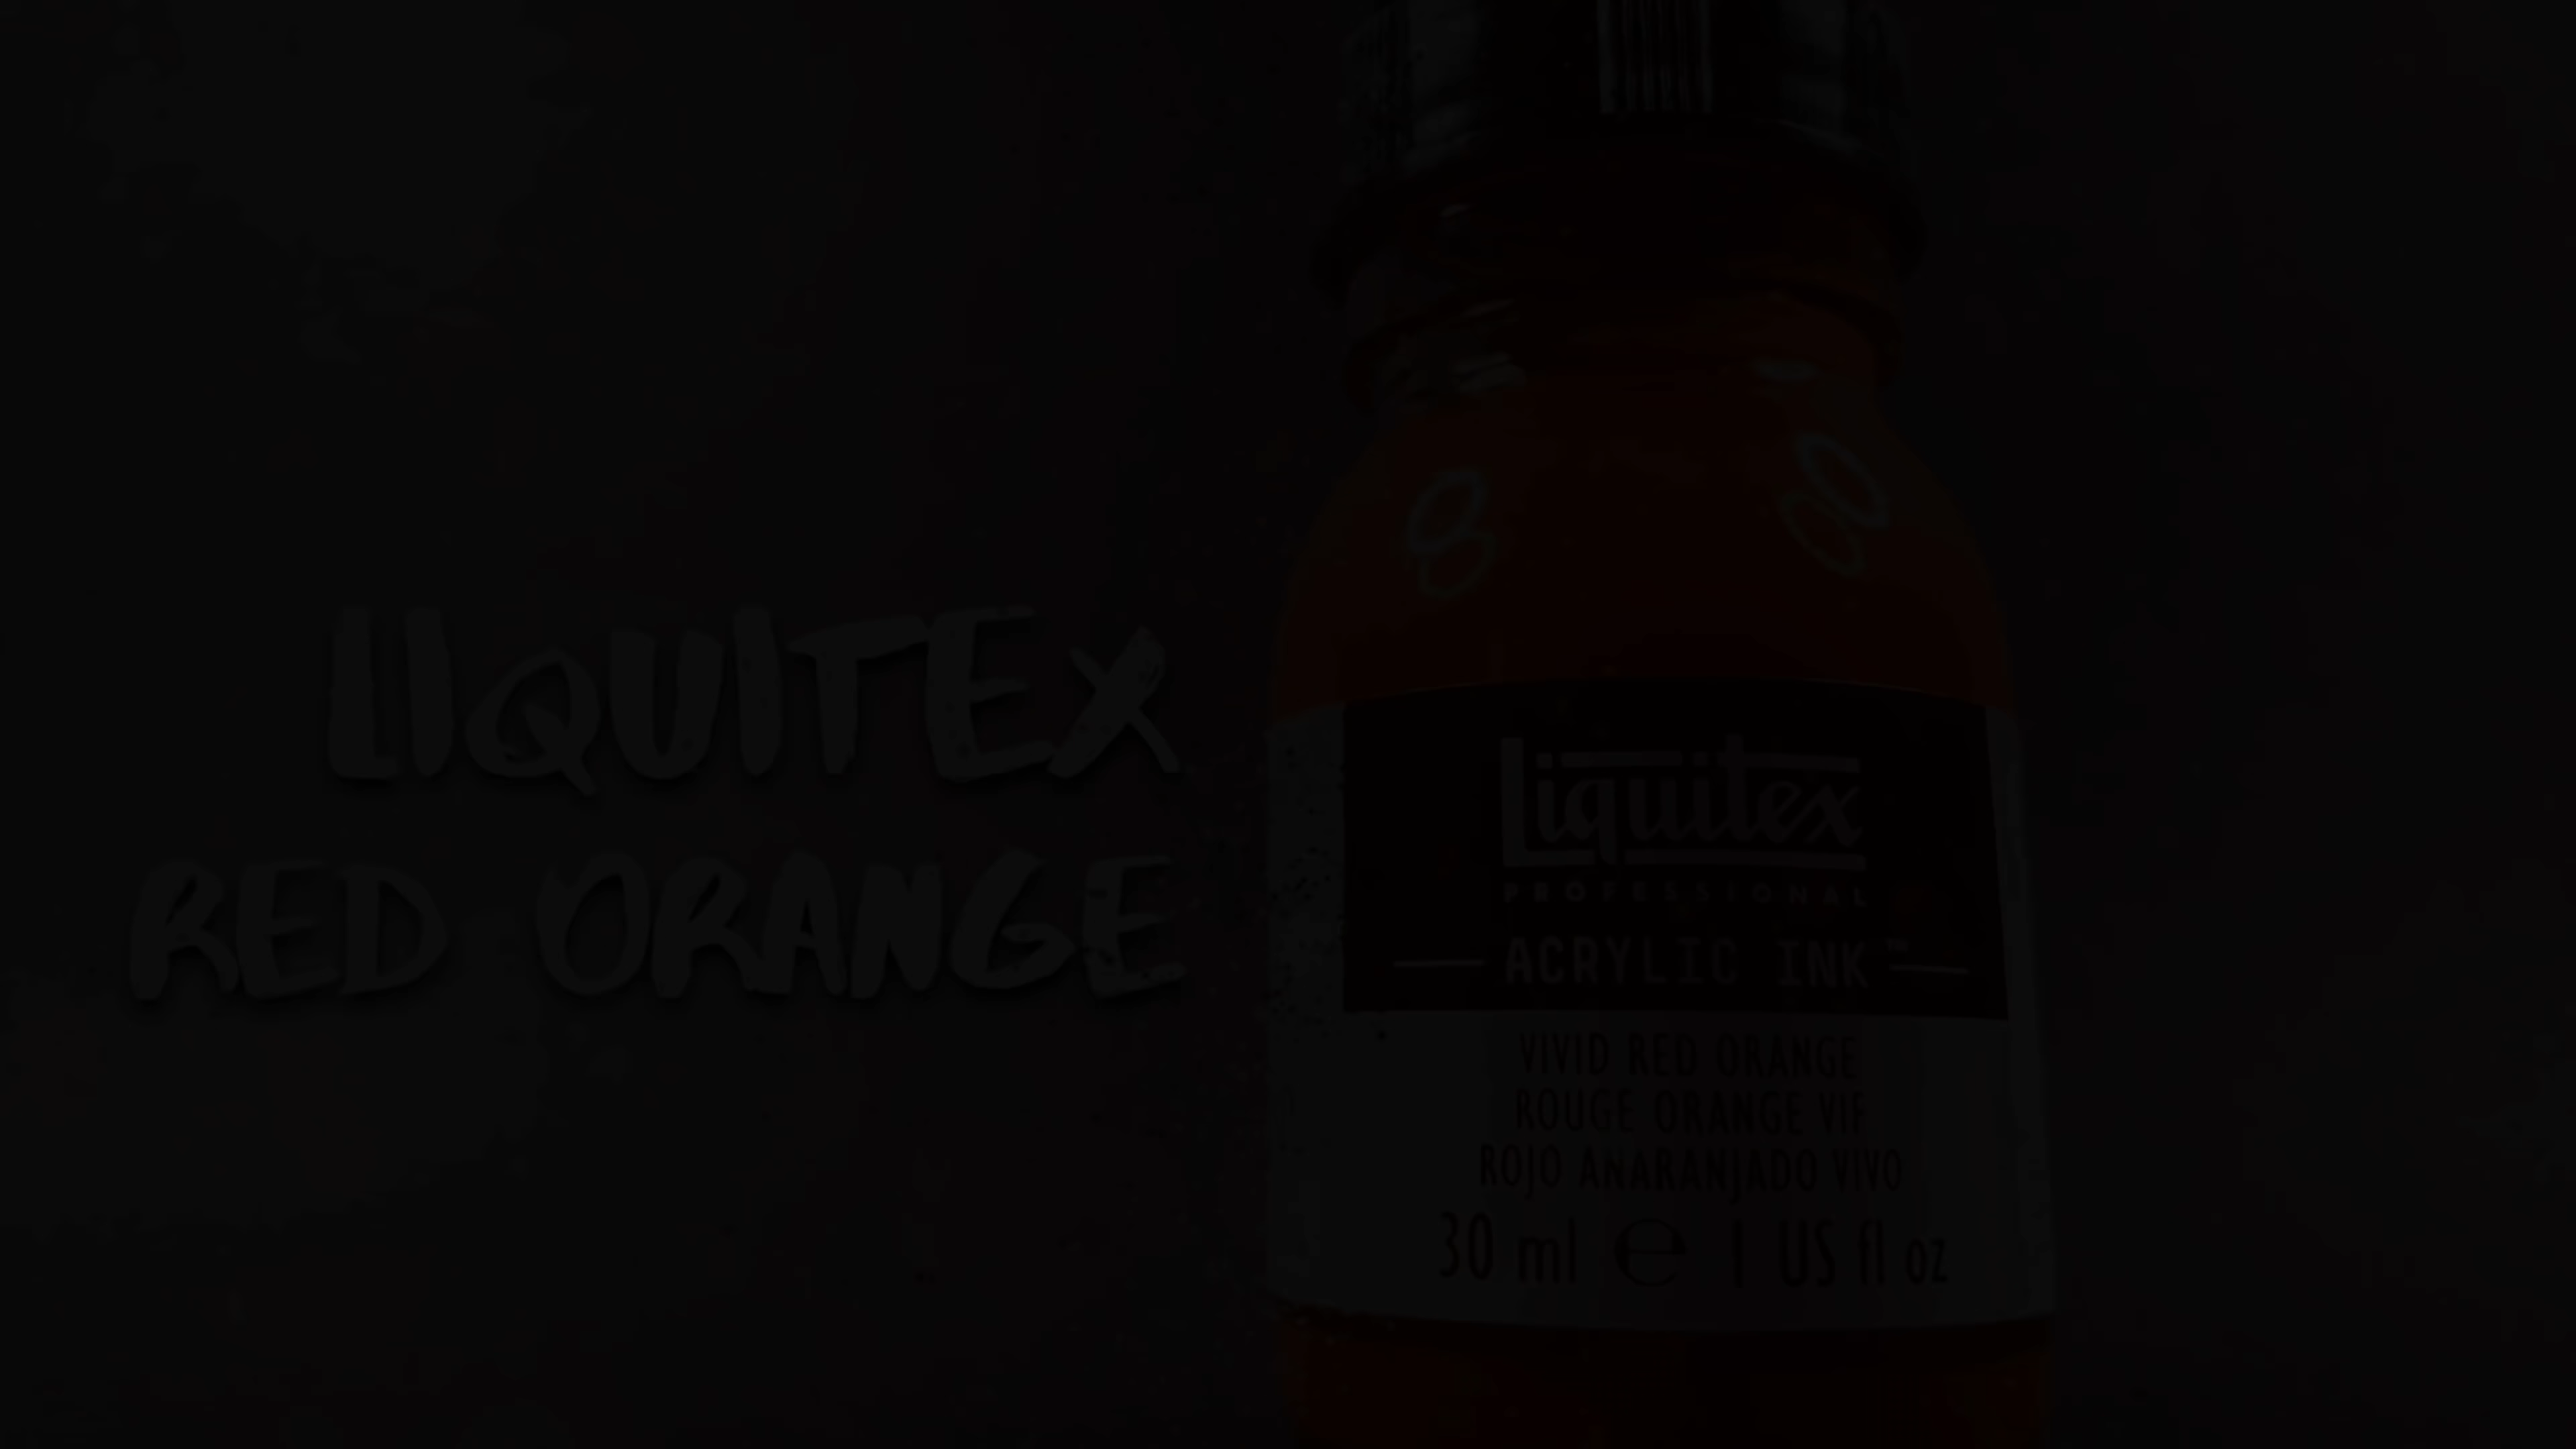 LIQUITEX
RED ORANGE
Liquitex
PROFESSIONAL
ACRYLIC INK™
VIVID RED ORANGE
ROUGE ORANGE VIF
ROJO ANARANJADO VIVO
30 ml ℮ 1 US fl oz